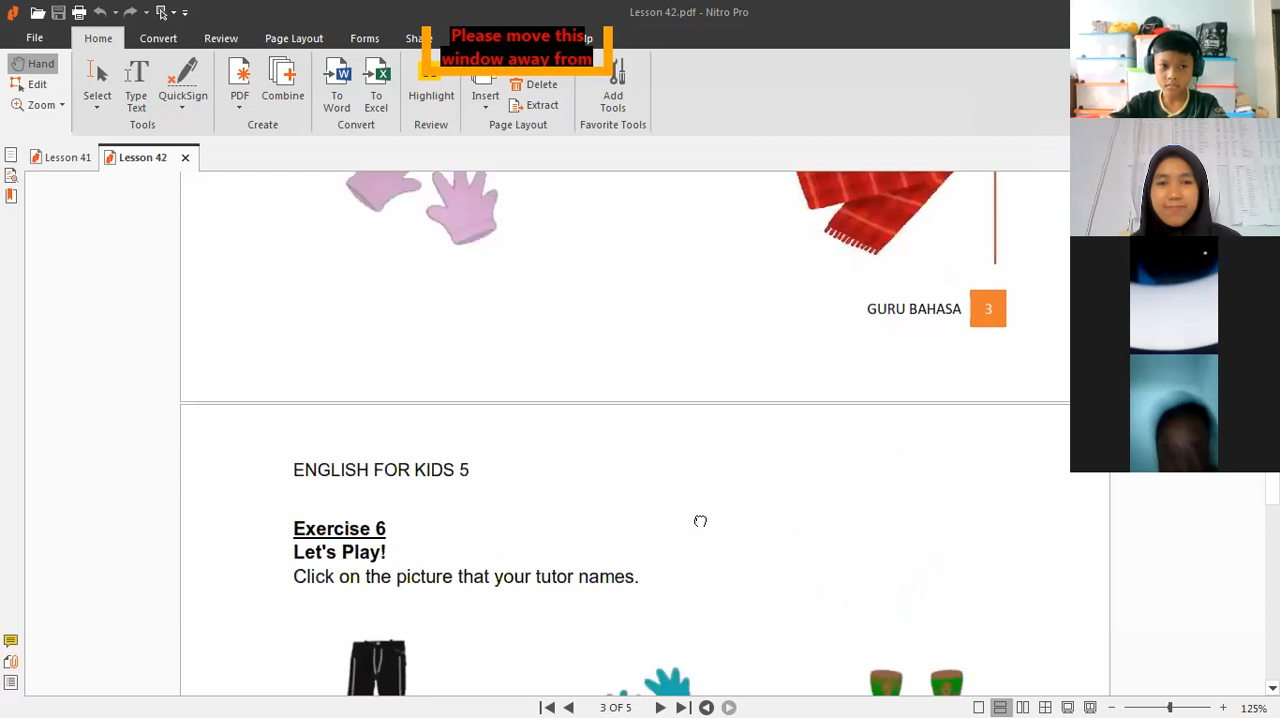 Lesson 42.pdf - Nitro Pro
File
Home
Convert
Review
Page Layout
Forms
Please move this
window away from
Hand
Edit
Zoom
Select
Type
Text
QuickSign
Tools
PDF
Combine
Create
To
Word
To
Excel
Convert
Highlight
Review
Insert
Delete
Extract
Page Layout
Add
Tools
Favorite Tools
Lesson 41
Lesson 42
GURU BAHASA 3
ENGLISH FOR KIDS 5
Exercise 6
Let's Play!
Click on the picture that your tutor names.
3 OF 5
125%